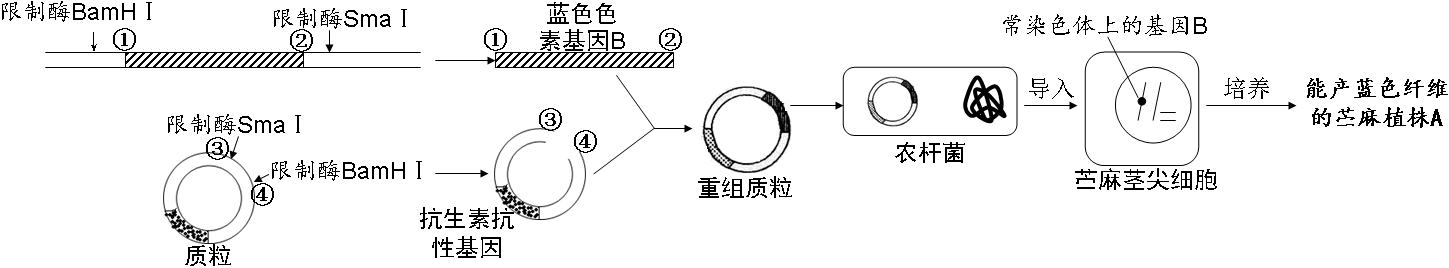 限制酶BamHⅠ
限制酶SmaⅠ
①
②
蓝色色
素基因B
①
②
限制酶SmaⅠ
③
限制酶BamHⅠ
④
质粒
③
④
抗生素抗
性基因
重组质粒
农杆菌
导入
常染色体上的基因B
苎麻茎尖细胞
培养
能产蓝色纤维
的苎麻植株A